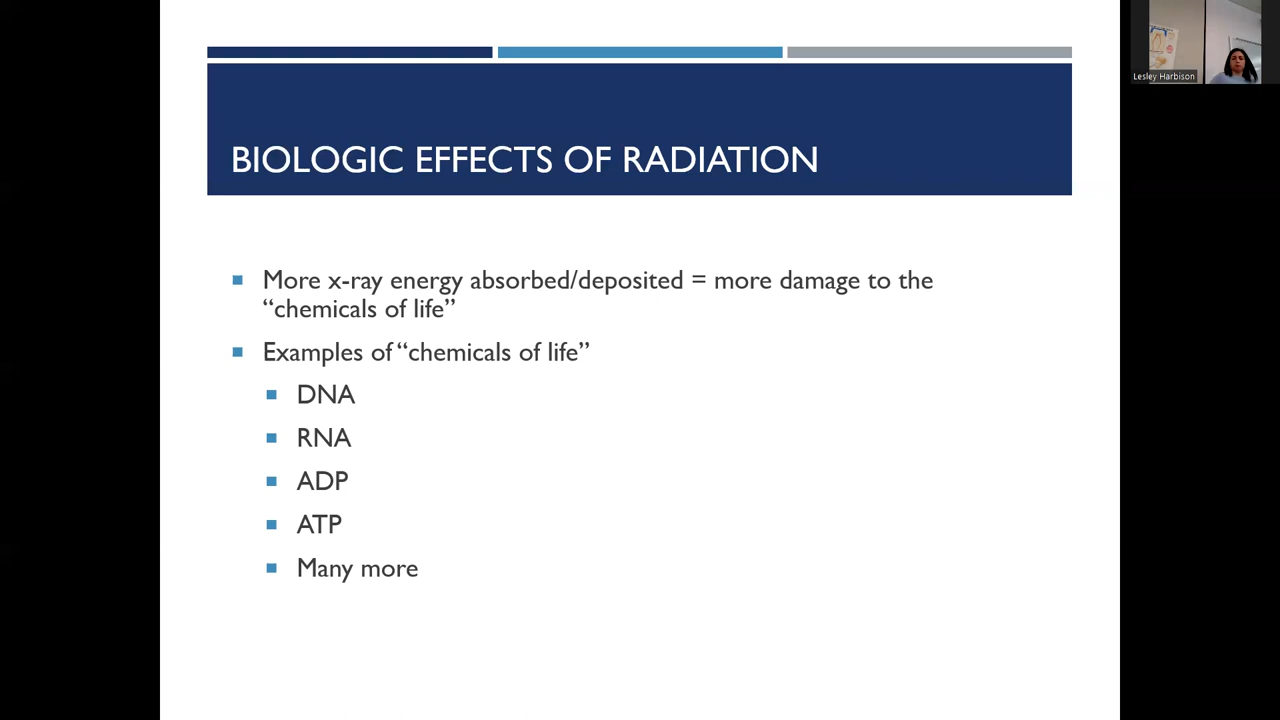 BIOLOGIC EFFECTS OF RADIATION
More x-ray energy absorbed/deposited = more damage to the
“chemicals of life”
Examples of “chemicals of life”
DNA
RNA
ADP
ATP
Many more
Lesley Harbison